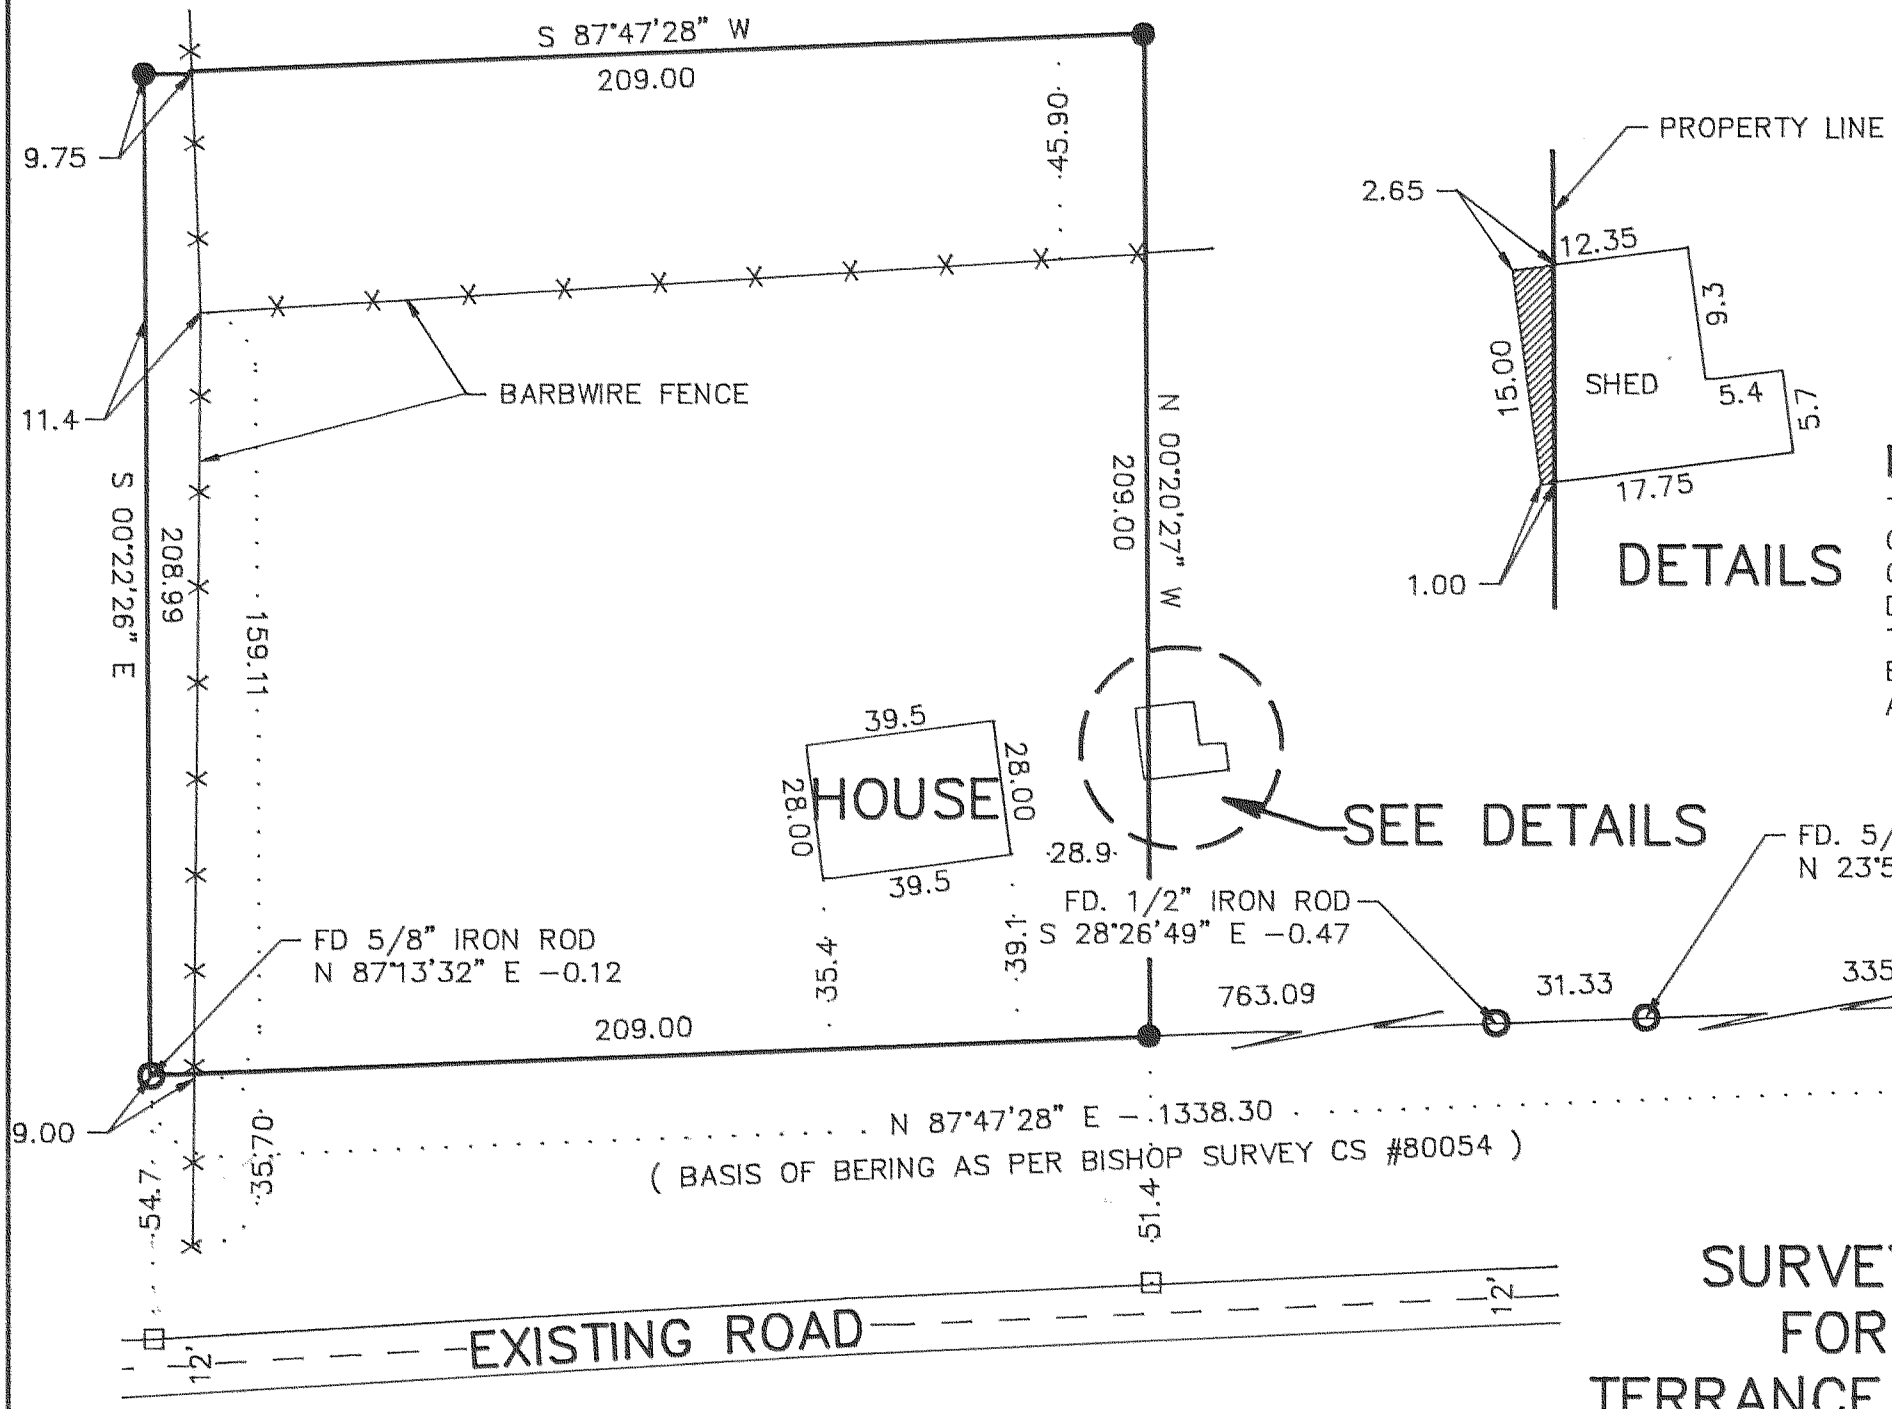 S 87°47'28" W
209.00
9.75
45.90
PROPERTY LINE
2.65
12.35
9.3
15.00
SHED
5.4
5.7
17.75
1.00
DETAILS
BARBWIRE FENCE
11.4
S 00°22'26" E
208.99
159.11
N 00°20'27" W
209.00
39.5
28.00
HOUSE
28.00
39.5
28.9
SEE DETAILS
FD. 5/
N 23°5
FD. 1/2" IRON ROD
S 28°26'49" E -0.47
FD 5/8" IRON ROD
N 87°13'32" E -0.12
35.4
39.1
763.09
31.33
335
209.00
9.00
35.70
N 87°47'28" E - 1338.30
( BASIS OF BERING AS PER BISHOP SURVEY CS #80054 )
54.7
51.4
12'
EXISTING ROAD
12'
SURVEY
FOR
TERRANCE